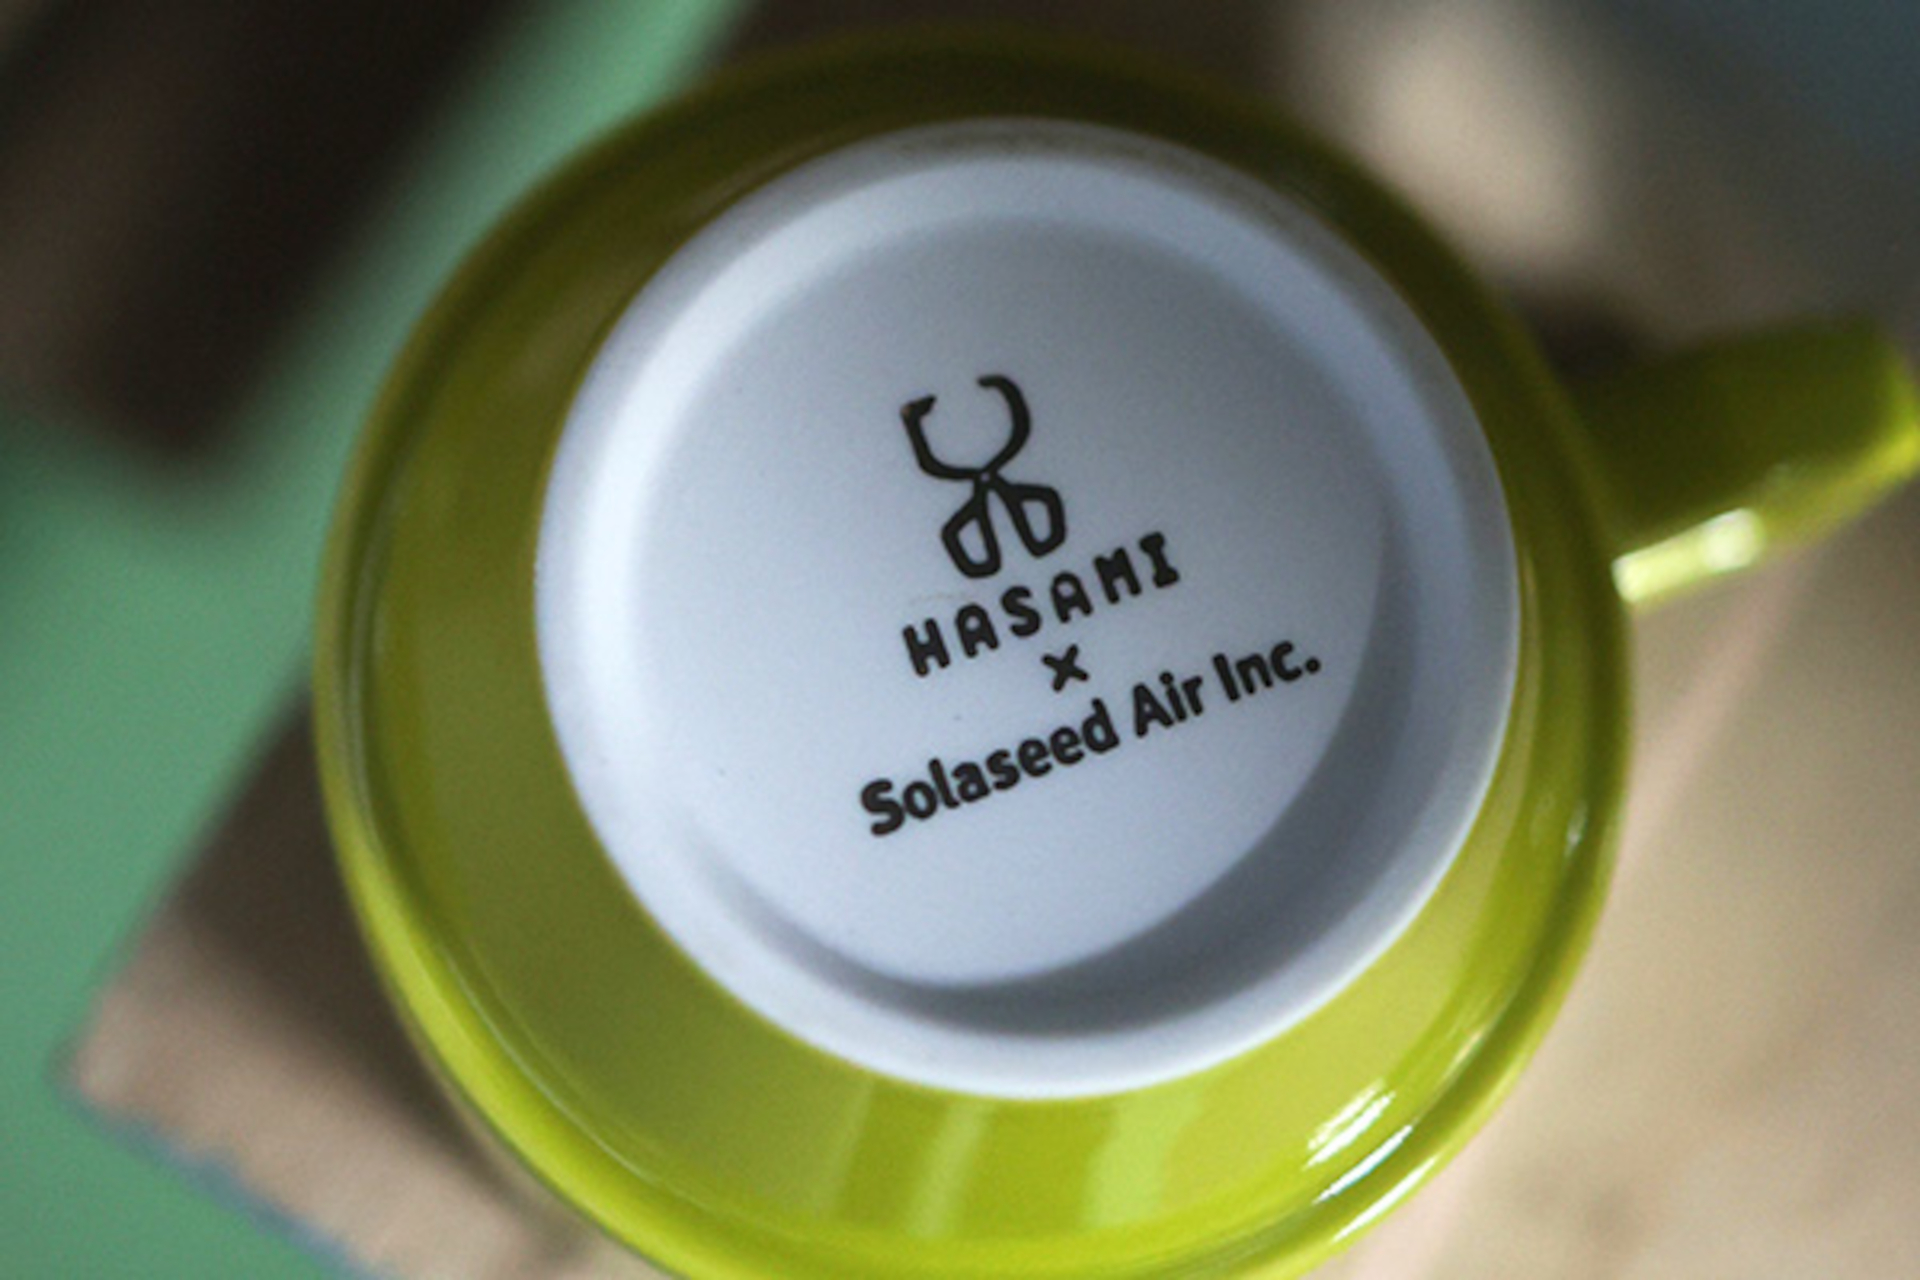 HASAMI
×
Solaseed Air Inc.